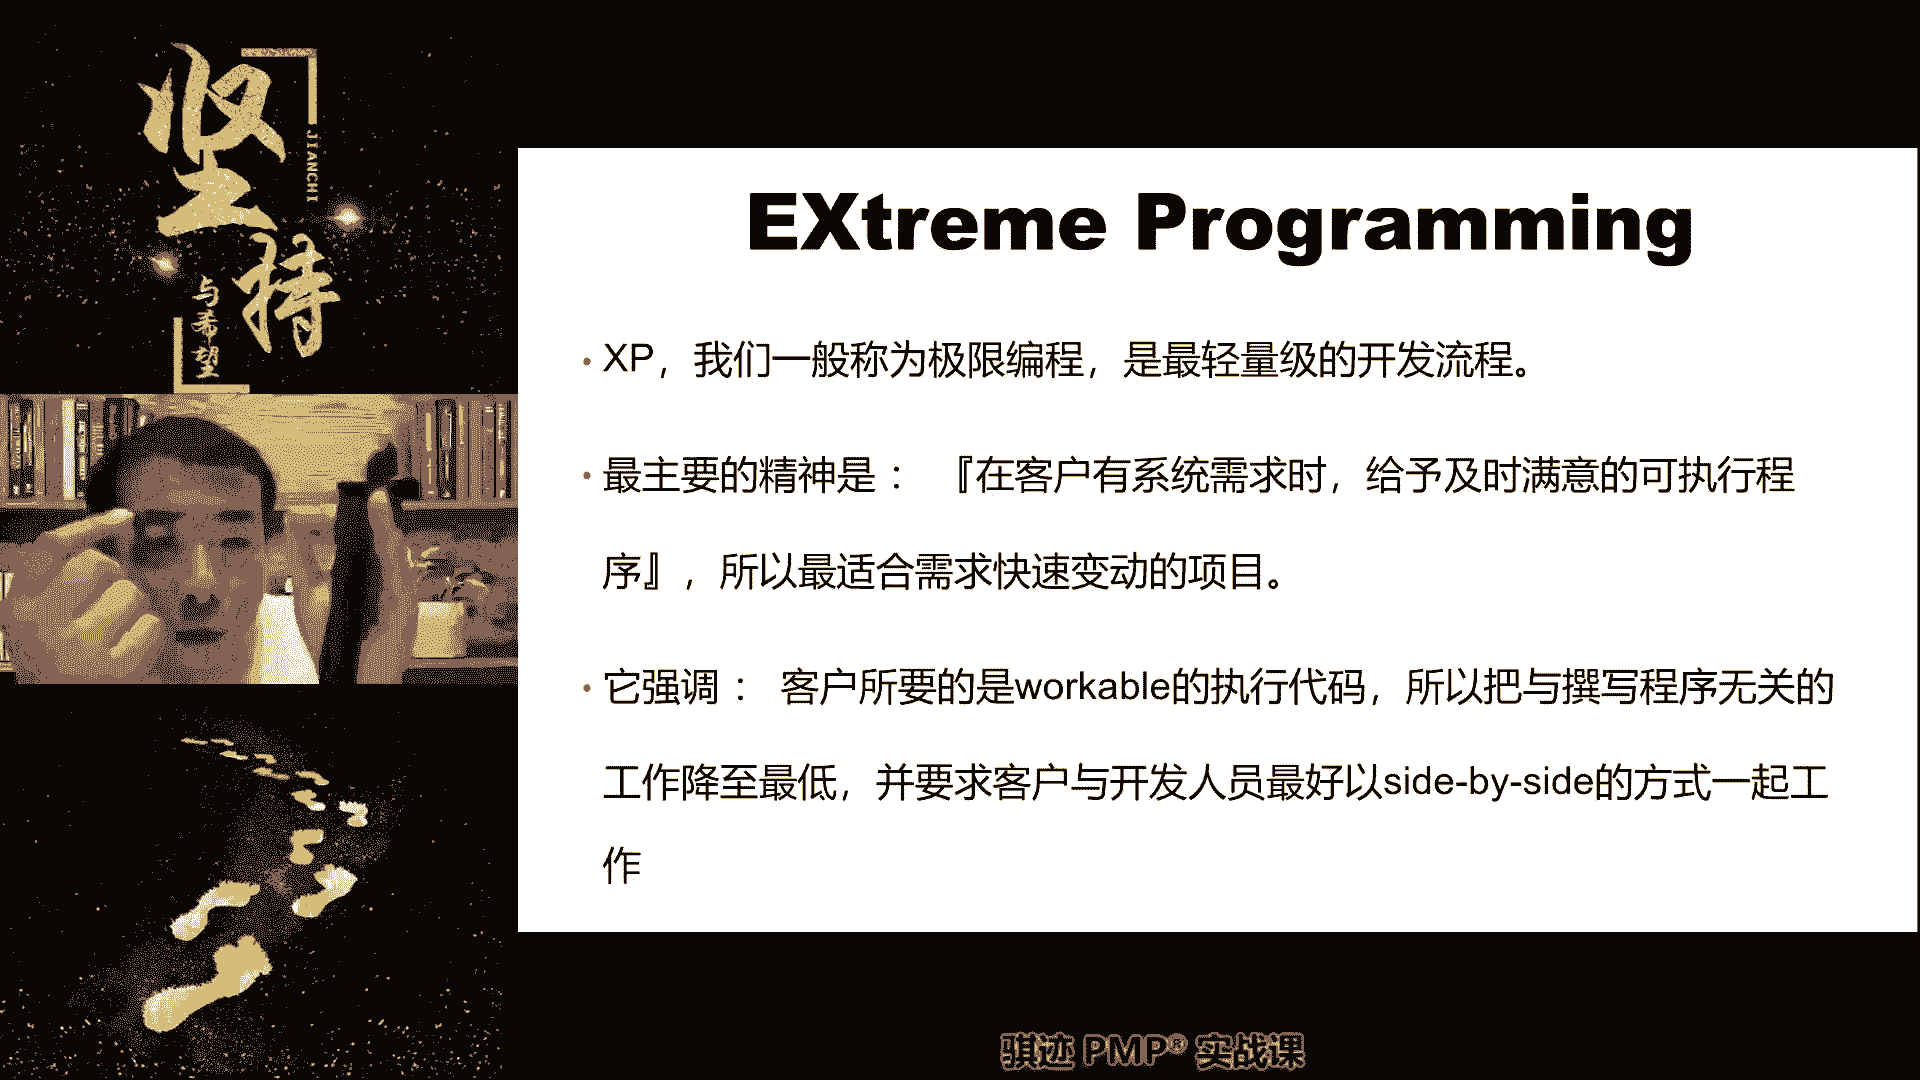 坚持
JIANCHI
与希望
EXtreme Programming
• XP，我们一般称为极限编程，是最轻量级的开发流程。
• 最主要的精神是： 『在客户有系统需求时，给予及时满意的可执行程
序』，所以最适合需求快速变动的项目。
• 它强调： 客户所要的是workable的执行代码，所以把与撰写程序无关的
工作降至最低，并要求客户与开发人员最好以side-by-side的方式一起工
作
骐迹 PMP® 实战课